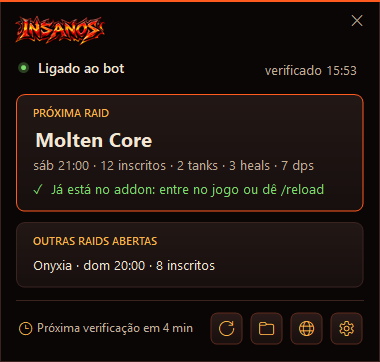 INSANOS
Ligado ao bot
verificado 15:53
PRÓXIMA RAID
Molten Core
sáb 21:00 · 12 inscritos · 2 tanks · 3 heals · 7 dps
✓ Já está no addon: entre no jogo ou dê /reload
OUTRAS RAIDS ABERTAS
Onyxia · dom 20:00 · 8 inscritos
Próxima verificação em 4 min